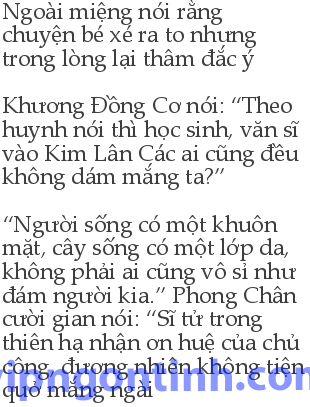 Ngoài miệng nói rằng
chuyện bé xé ra to nhưng
trong lòng lại thâm đắc ý
Khương Đồng Cơ nói: “Theo
huynh nói thì học sinh, văn sĩ
vào Kim Lân Các ai cũng đều
không dám mắng ta?”
“Người sống có một khuôn
mặt, cây sống có một lớp da,
không phải ai cũng vô sỉ như
đám người kia.” Phong Chân
cười gian nói: “Sĩ tử trong
thiên hạ nhận ơn huệ của chủ
công, đương nhiên không tiện
quở mắng ngài
vipngontinh.com